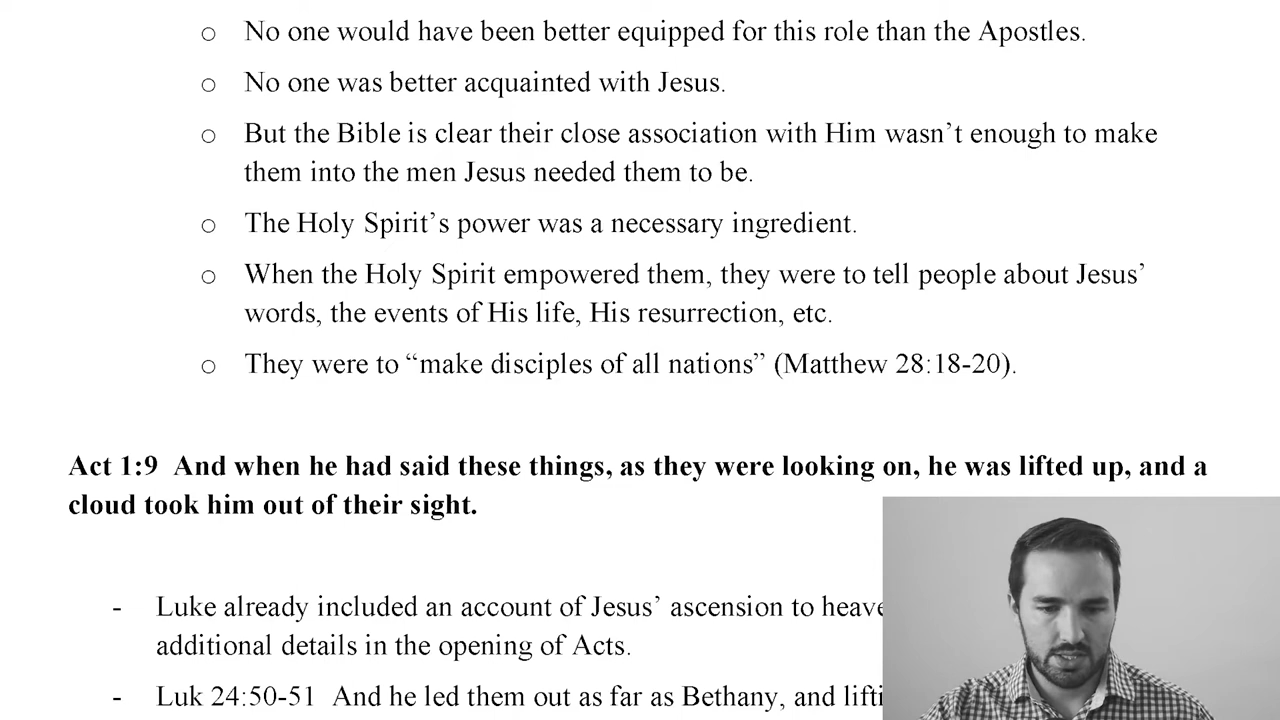 o No one would have been better equipped for this role than the Apostles.
o No one was better acquainted with Jesus.
o But the Bible is clear their close association with Him wasn’t enough to make
them into the men Jesus needed them to be.
o The Holy Spirit’s power was a necessary ingredient.
o When the Holy Spirit empowered them, they were to tell people about Jesus’
words, the events of His life, His resurrection, etc.
o They were to “make disciples of all nations” (Matthew 28:18-20).
Act 1:9 And when he had said these things, as they were looking on, he was lifted up, and a
cloud took him out of their sight.
- Luke already included an account of Jesus’ ascension to
additional details in the opening of Acts.
- Luk 24:50-51 And he led them out as far as Bethany, and